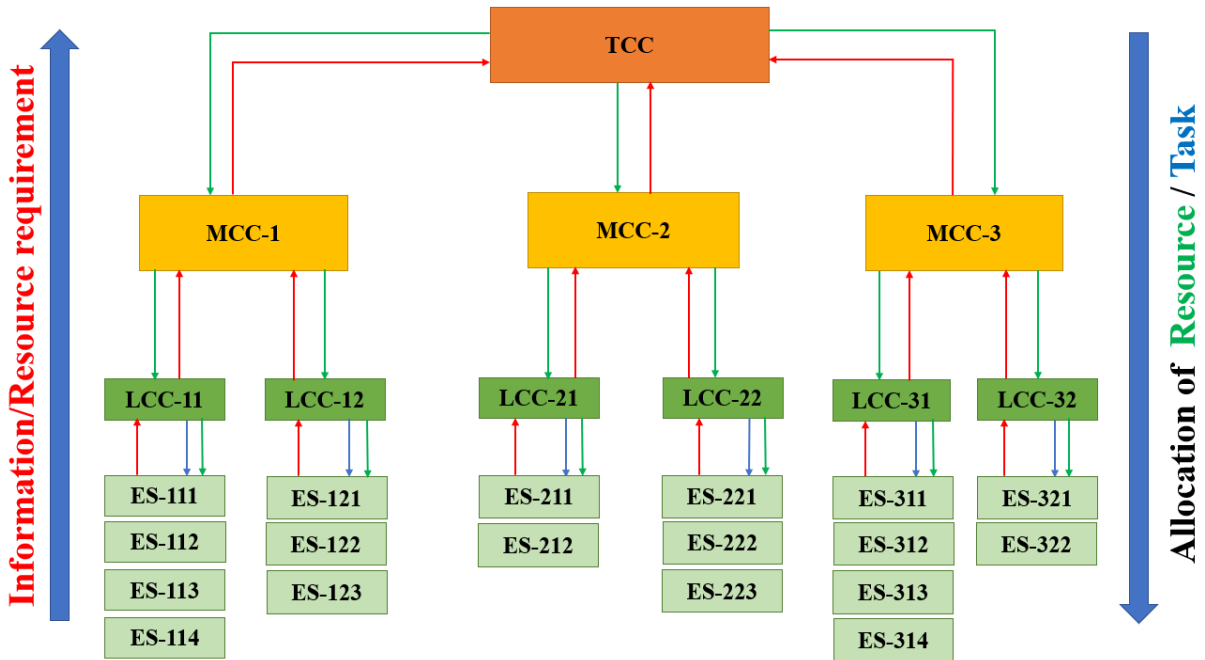 TCC
Information/Resource requirement
Allocation of Resource / Task
MCC-1
MCC-2
MCC-3
LCC-11
LCC-12
LCC-21
LCC-22
LCC-31
LCC-32
ES-111
ES-121
ES-211
ES-221
ES-311
ES-321
ES-112
ES-122
ES-212
ES-222
ES-312
ES-322
ES-113
ES-123
ES-223
ES-313
ES-114
ES-314